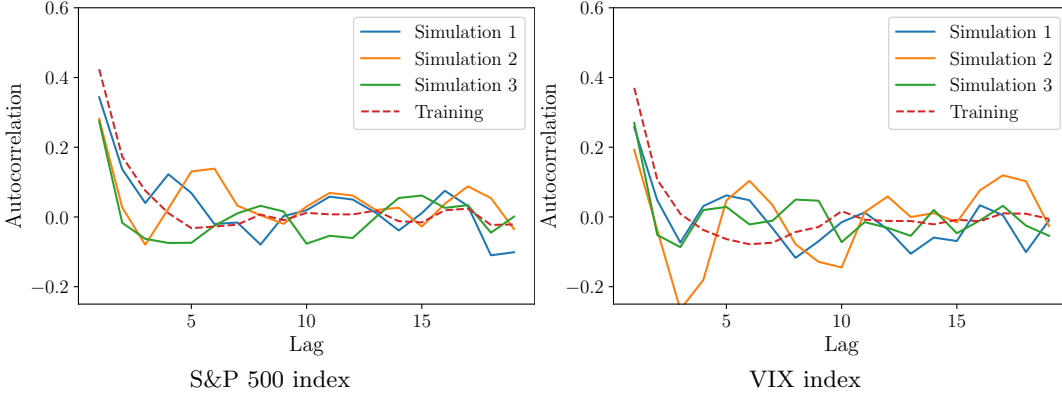 0.6
0.4
0.2
0.0
−0.2
Autocorrelation
Simulation 1
Simulation 2
Simulation 3
Training
5
10
15
Lag
S&P 500 index
0.6
0.4
0.2
0.0
−0.2
Autocorrelation
Simulation 1
Simulation 2
Simulation 3
Training
5
10
15
Lag
VIX index